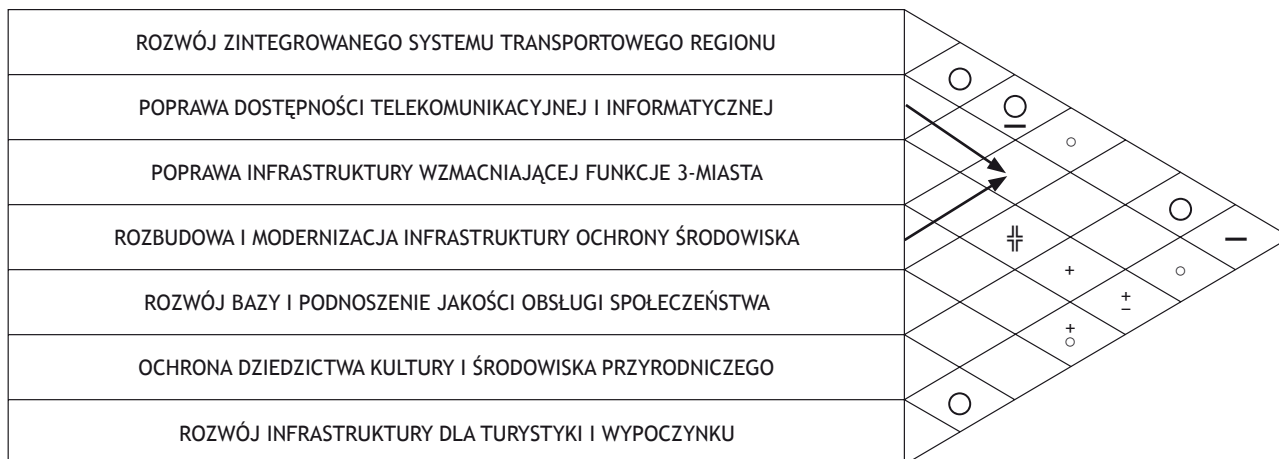 ROZWÓJ ZINTEGROWANEGO SYSTEMU TRANSPORTOWEGO REGIONU
POPRAWA DOSTĘPNOŚCI TELEKOMUNIKACYJNEJ I INFORMATYCZNEJ
POPRAWA INFRASTRUKTURY WZMACNIAJĄCEJ FUNKCJE 3-MIASTA
ROZBUDOWA I MODERNIZACJA INFRASTRUKTURY OCHRONY ŚRODOWISKA
ROZWÓJ BAZY I PODNOSZENIE JAKOŚCI OBSŁUGI SPOŁECZEŃSTWA
OCHRONA DZIEDZICTWA KULTURY I ŚRODOWISKA PRZYRODNICZEGO
ROZWÓJ INFRASTRUKTURY DLA TURYSTYKI I WYPOCZYNKU